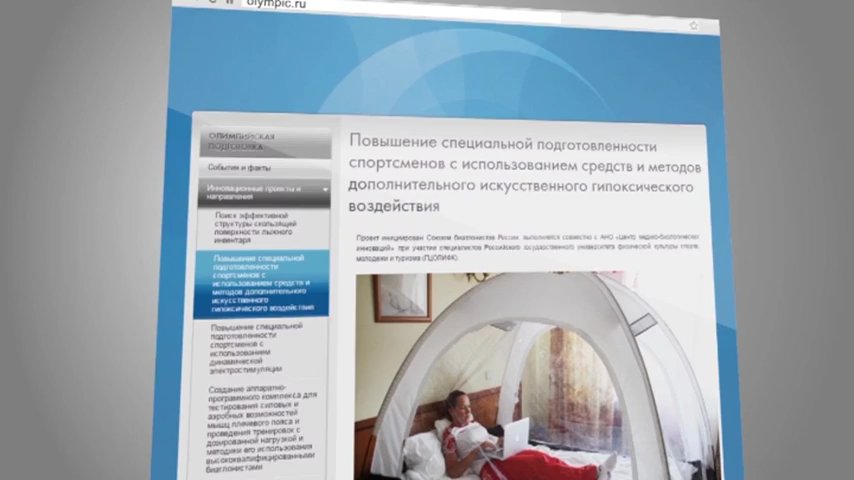 olympic.ru
ОЛИМПИЙСКАЯ
ПОДГОТОВКА
События и факты
Инновационные проекты и
направления
Поиск эффективной
структуры скользящей
поверхности лыжного
инвентаря
Повышение специальной
подготовленности
спортсменов с
использованием средств и
методов дополнительного
искусственного
гипоксического воздействия
Повышение специальной
подготовленности
спортсменов с
использованием
динамической
электростимуляции
Создание аппаратно-
программного комплекса для
тестирования силовых и
аэробных возможностей
мышц плечевого пояса и
проведения тренировок с
дозированной нагрузкой и
методики его использования
высококвалифицированными
биатлонистами
Повышение специальной подготовленности
спортсменов с использованием средств и методов
дополнительного искусственного гипоксического
воздействия
Проект инициирован Союзом биатлонистов России, выполняется совместно с АНО «Центр медико-биологических
инноваций» при участии специалистов Российского государственного университета физической культуры спорта,
молодежи и туризма (ГЦОЛИФК).